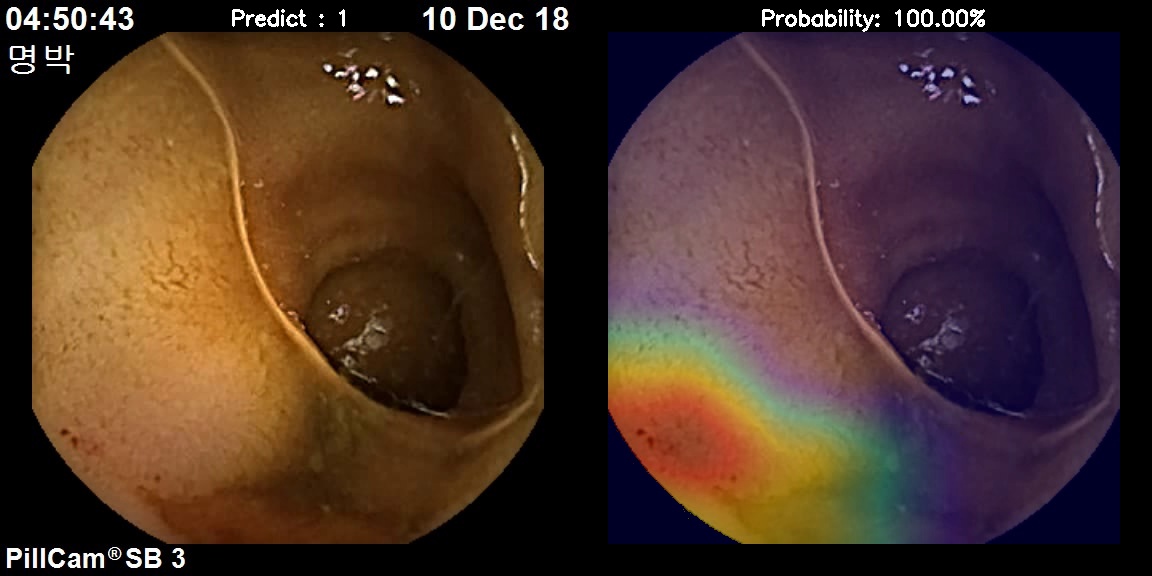 04:50:43
Predict : 1
10 Dec 18
Probability: 100.00%
명박
PillCam® SB 3